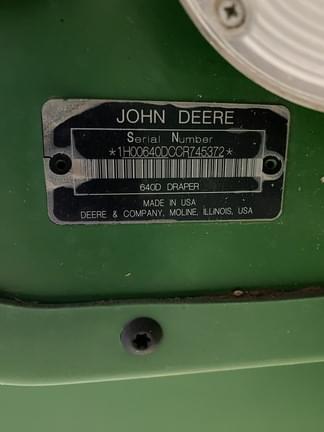 JOHN DEERE
Serial Number
*1H00640DCCR745372*
640D DRAPER
MADE IN USA
DEERE & COMPANY, MOLINE, ILLINOIS, USA